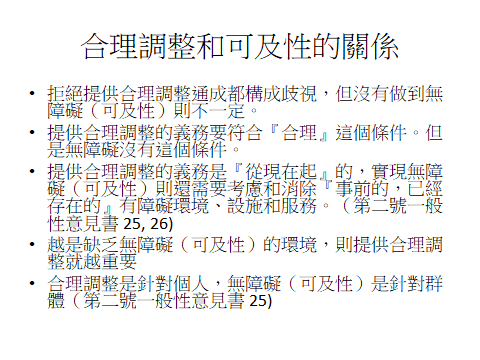 合理調整和可及性的關係
• 拒絕提供合理調整通成都構成歧視，但沒有做到無
障礙（可及性）則不一定。
• 提供合理調整的義務要符合『合理』這個條件。但
是無障礙沒有這個條件。
• 提供合理調整的義務是『從現在起』的，實現無障
礙（可及性）則還需要考慮和消除『事前的，已經
存在的』有障礙環境、設施和服務。（第二號一般
性意見書 25, 26)
• 越是缺乏無障礙（可及性）的環境，則提供合理調
整就越重要
• 合理調整是針對個人，無障礙（可及性）是針對群
體（第二號一般性意見書 25)